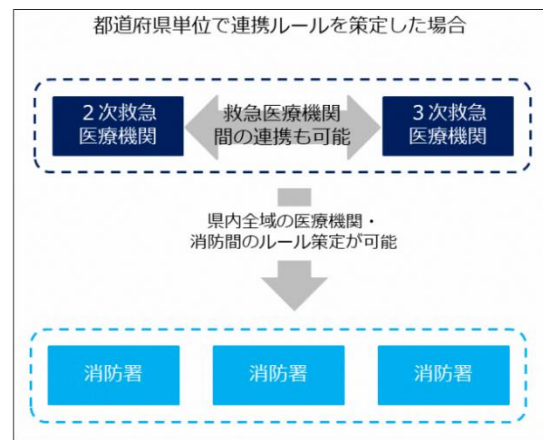 都道府県単位で連携ルールを策定した場合
２次救急
医療機関
救急医療機関
間の連携も可能
３次救急
医療機関
県内全域の医療機関・
消防間のルール策定が可能
消防署
消防署
消防署